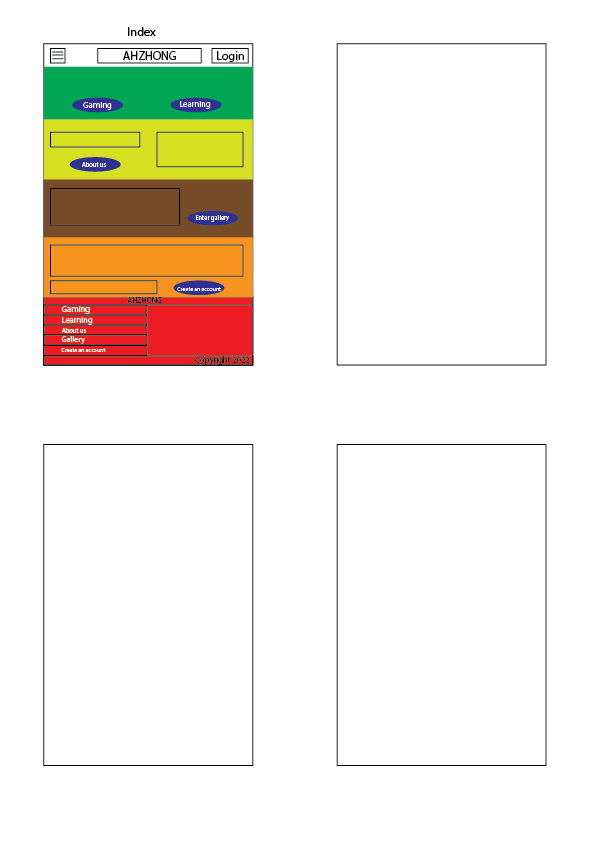 Index
AHZHONG Login
Gaming Learning
About us
Enter gallery
Create an account
AHZHONG
Gaming
Learning
About us
Gallery
Create an account
Copyright 2022